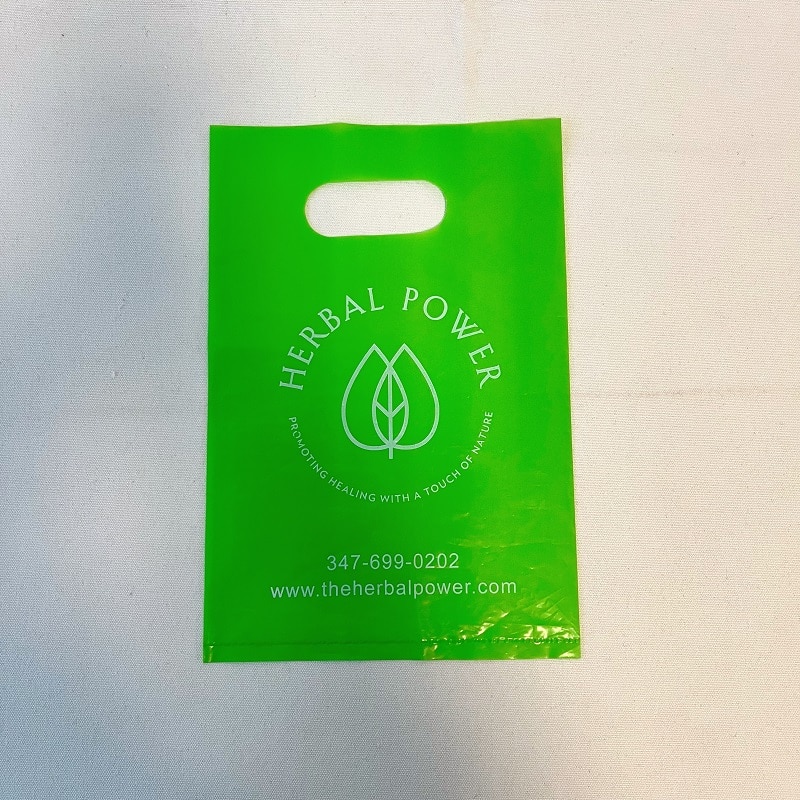 HERBAL POWER
PROMOTING HEALING WITH A TOUCH OF NATURE
347-699-0202
www.theherbalpower.com